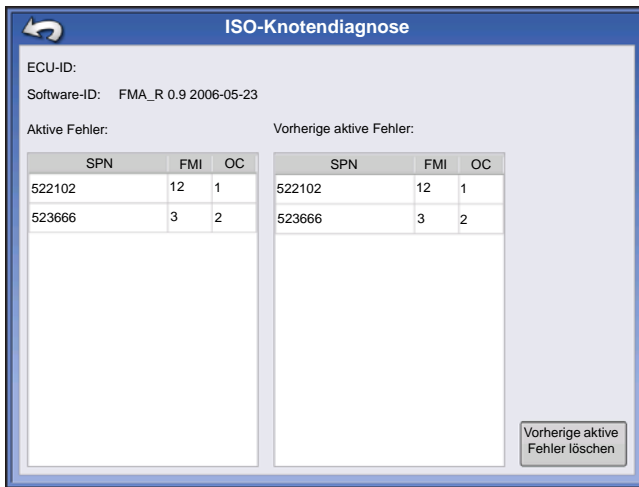 ISO-Knotendiagnose
ECU-ID:
Software-ID: FMA_R 0.9 2006-05-23
Aktive Fehler:
SPN FMI OC
522102 12 1
523666 3 2
Vorherige aktive Fehler:
SPN FMI OC
522102 12 1
523666 3 2
Vorherige aktive
Fehler löschen